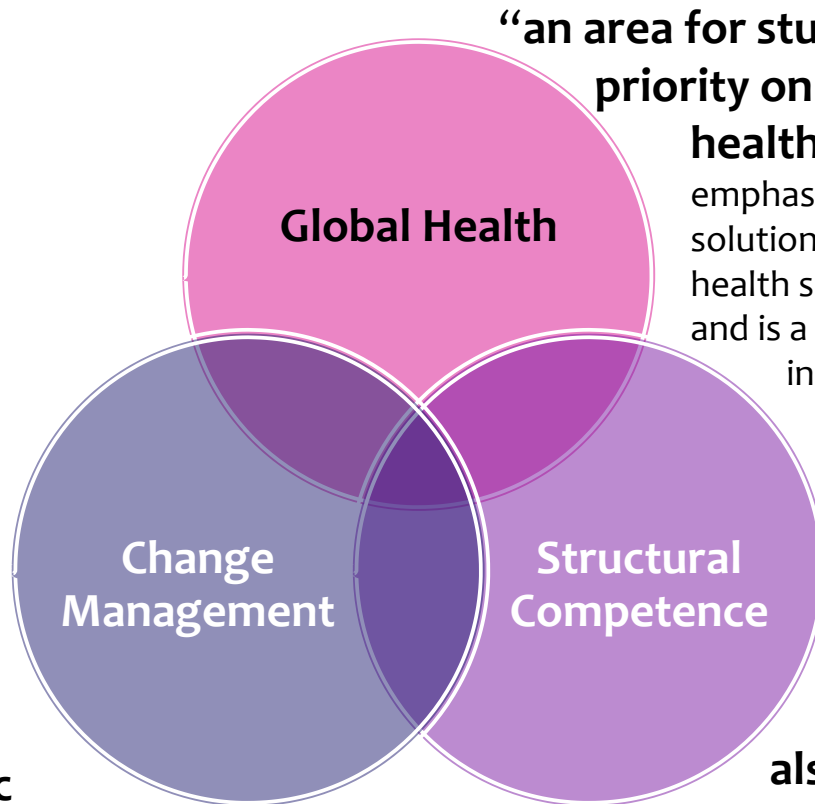 “an area for stu
priority on
health
emphas
solution
health s
and is a
in
Global Health
Change
Management
Structural
Competence
als
c